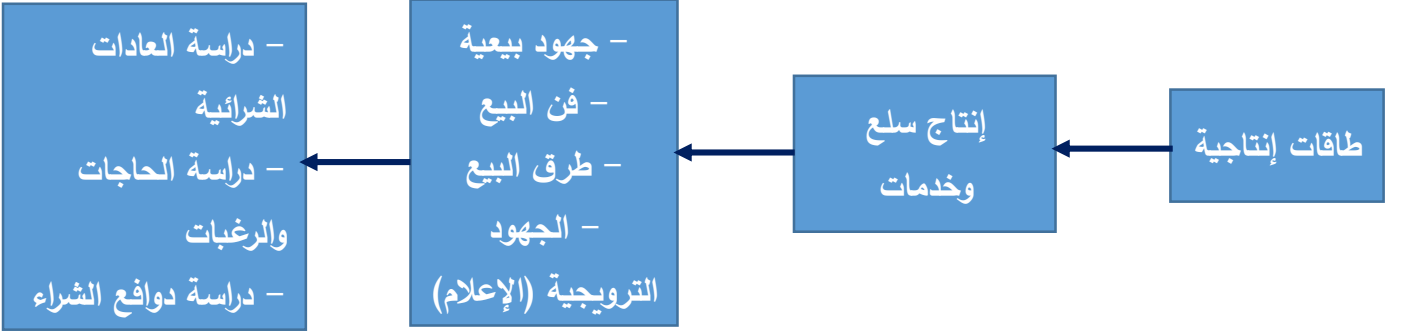 طاقات إنتاجية
إنتاج سلع
وخدمات
- جهود بيعية
- فن البيع
- طرق البيع
- الجهود
الترويجية (الإعلام)
- دراسة العادات
الشرائية
- دراسة الحاجات
والرغبات
- دراسة دوافع الشراء